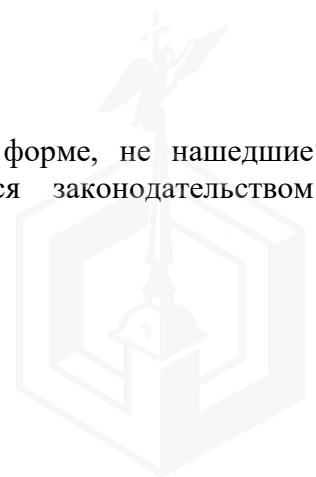 форме, не нашедшие
ся законодательством